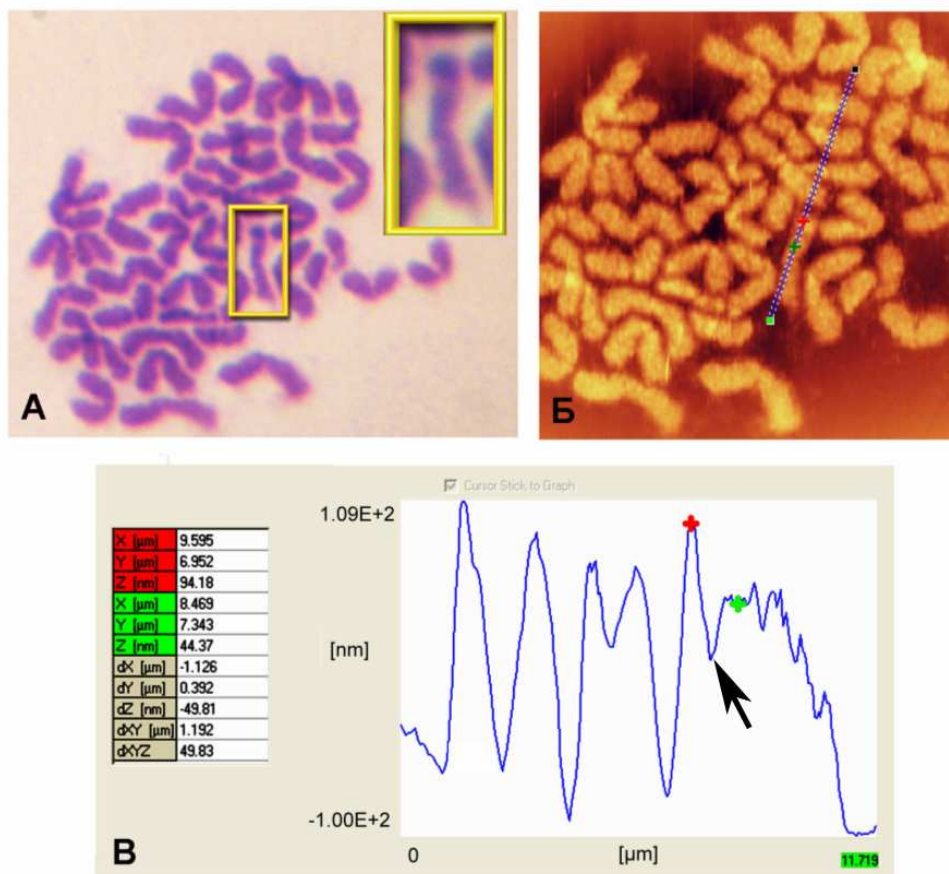 А
Б
Cursor Stick to Graph
X [µm] 9.595
Y [µm] 6.952
Z [nm] 94.18
X [µm] 8.469
Y [µm] 7.343
Z [nm] 44.37
dX [µm] -1.126
dY [µm] 0.392
dZ [nm] -49.81
dXY [µm] 1.192
dXYZ 49.83
1.09E+2
[nm]
-1.00E+2
0
[µm]
11.719
В